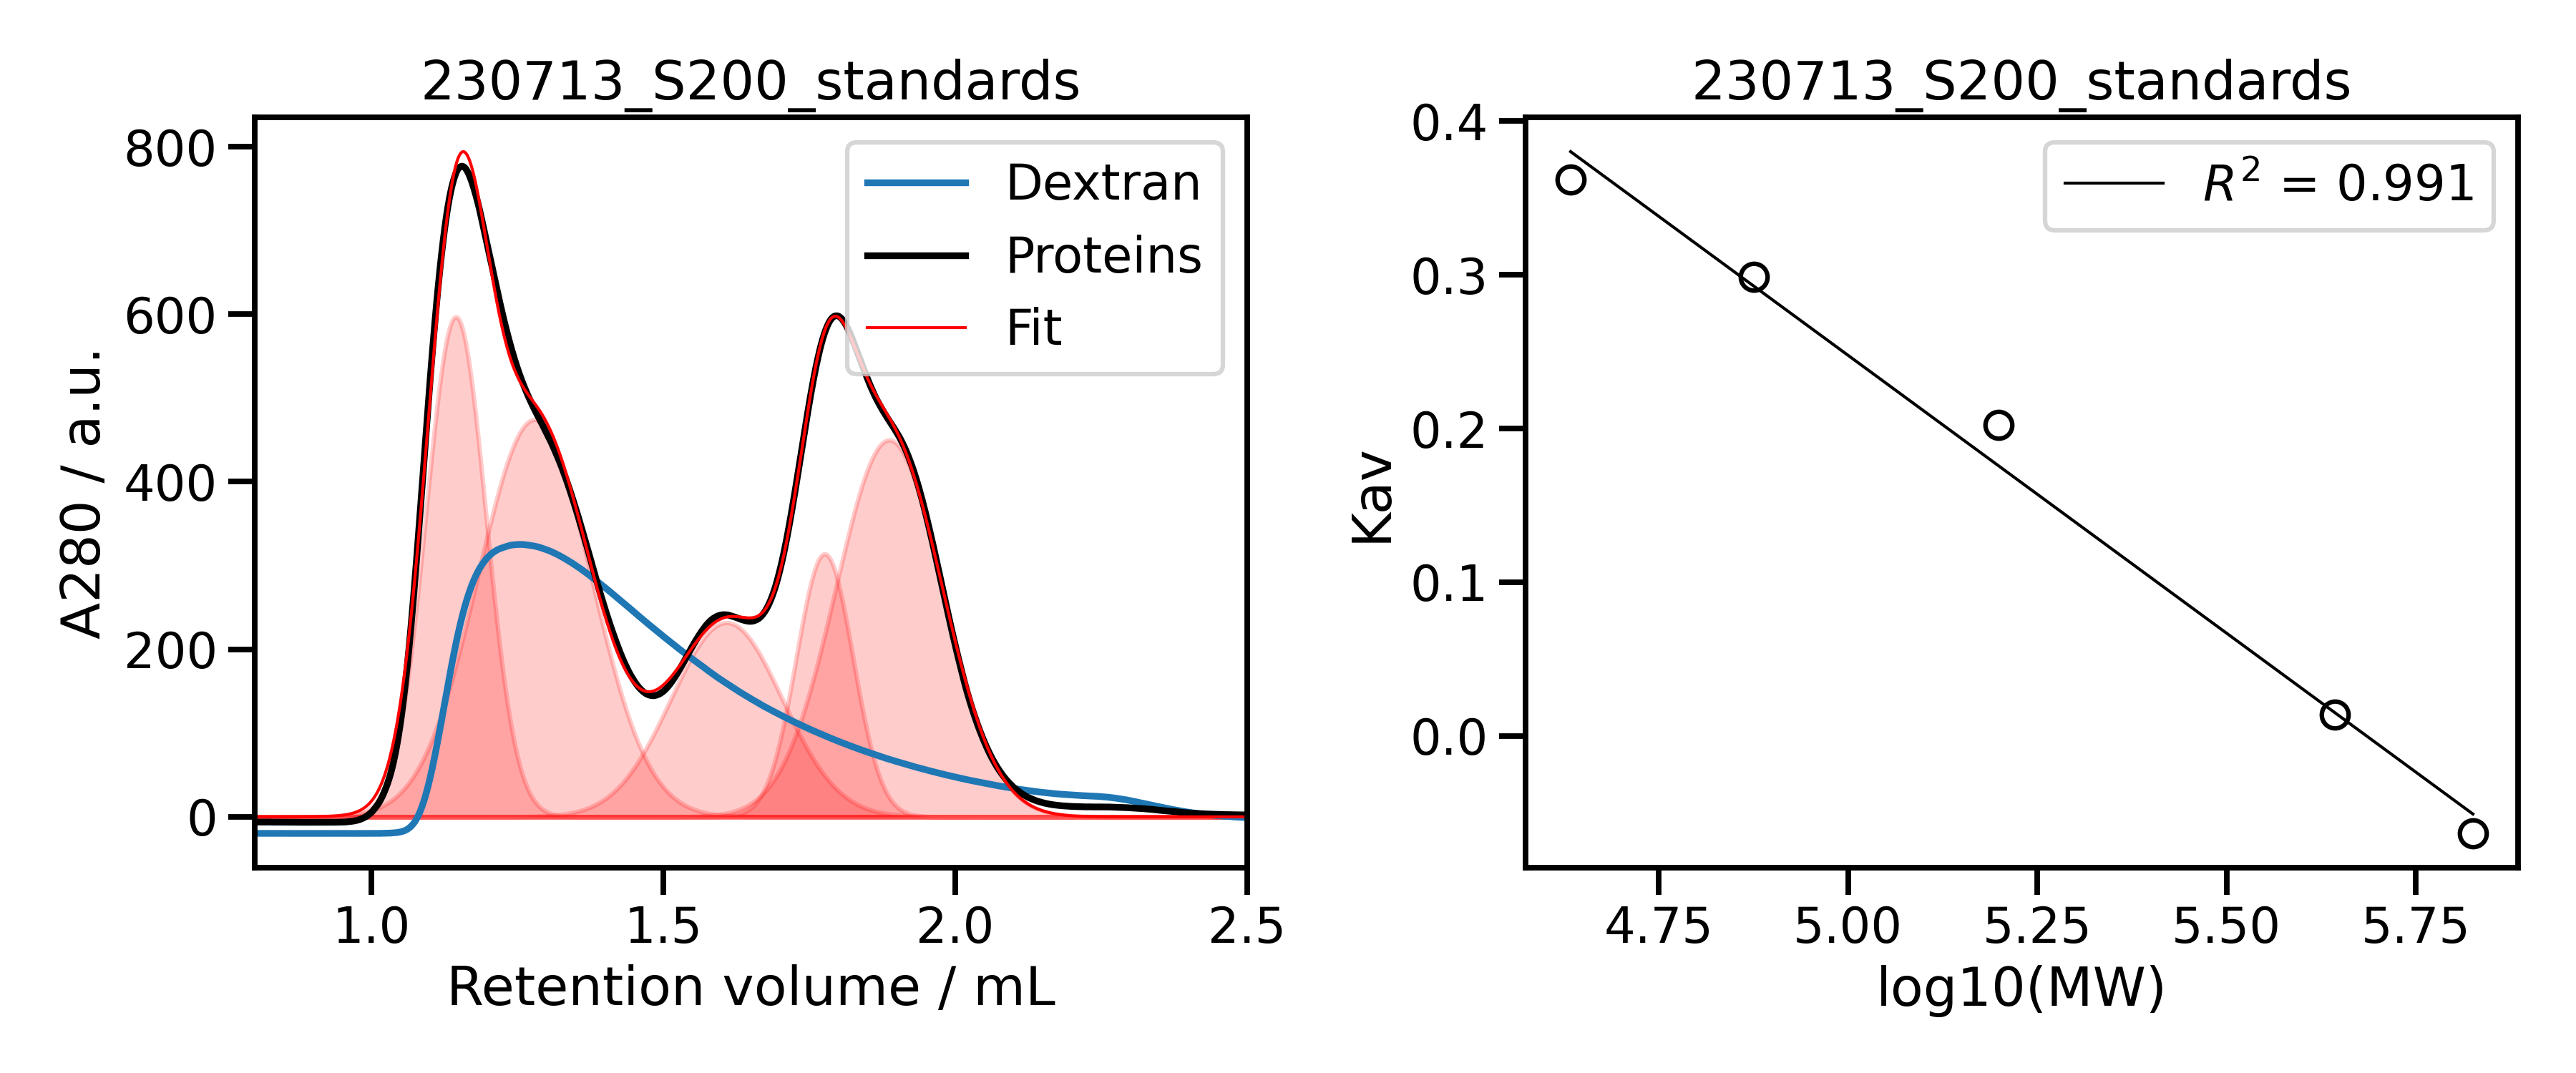 230713_S200_standards
800
600
400
200
0
A280 / a.u.
Dextran
Proteins
Fit
1.0 1.5 2.0 2.5
Retention volume / mL
230713_S200_standards
0.4
0.3
0.2
0.1
0.0
Kav
R² = 0.991
4.75 5.00 5.25 5.50 5.75
log10(MW)